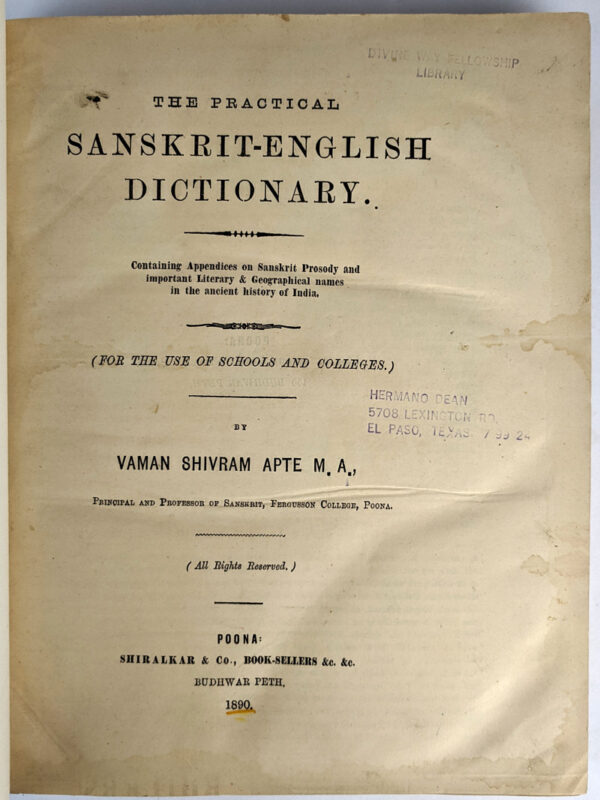 DIVINE WAY FELLOWSHIP
LIBRARY
THE PRACTICAL
SANSKRIT-ENGLISH
DICTIONARY.
Containing Appendices on Sanskrit Prosody and
important Literary & Geographical names
in the ancient history of India.
(FOR THE USE OF SCHOOLS AND COLLEGES.)
HERMANO DEAN
5708 LEXINGTON RD.
EL PASO, TEXAS 79924
BY
VAMAN SHIVRAM APTE M. A.,
PRINCIPAL AND PROFESSOR OF SANSKRIT, FERGUSSON COLLEGE, POONA.
( All Rights Reserved. )
POONA:
SHIRALKAR & Co., BOOK-SELLERS &c. &c.
BUDHWAR PETH.
1890.